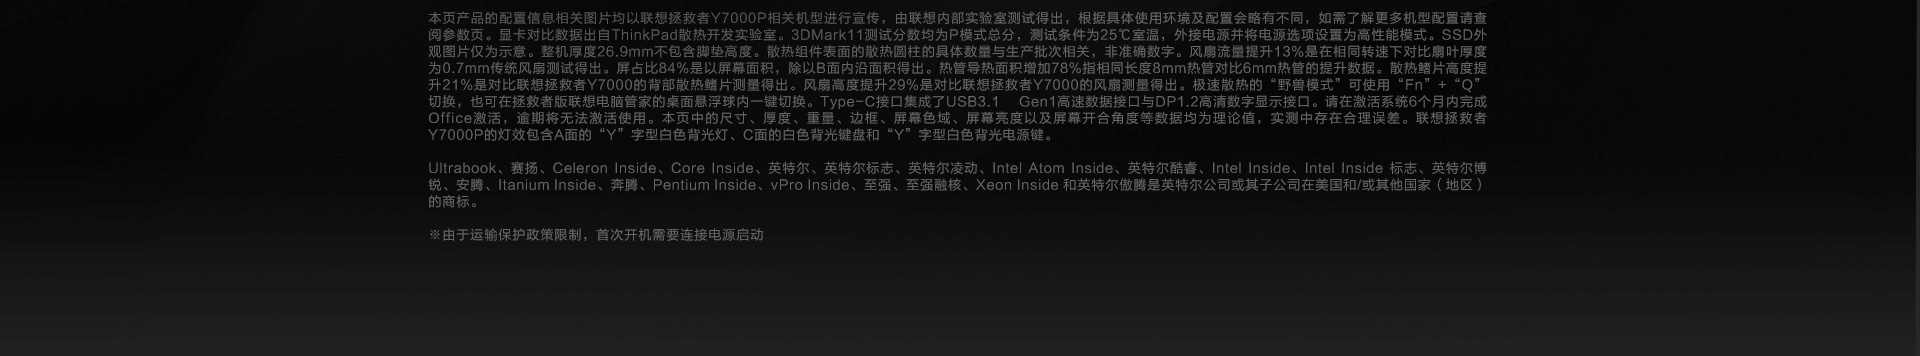 本页产品的配置信息相关图片均以联想拯救者Y7000P相关机型进行宣传，由联想内部实验室测试得出，根据具体使用环境及配置会略有不同，如需了解更多机型配置请查
阅参数页。显卡对比数据出自ThinkPad散热开发实验室。3DMark11测试分数均为P模式总分，测试条件为25℃室温，外接电源并将电源选项设置为高性能模式。SSD外
观图片仅为示意。整机厚度26.9mm不包含脚垫高度。散热组件表面的散热圆柱的具体数量与生产批次相关，非准确数字。风扇流量提升13%是在相同转速下对比扇叶厚度
为0.7mm传统风扇测试得出。屏占比84%是以屏幕面积，除以B面内沿面积得出。热管导热面积增加78%指相同长度8mm热管对比6mm热管的提升数据。散热鳍片高度提
升21%是对比联想拯救者Y7000的背部散热鳍片测量得出。风扇高度提升29%是对比联想拯救者Y7000的风扇测量得出。极速散热的“野兽模式”可使用“Fn”+“Q”
切换，也可在拯救者版联想电脑管家的桌面悬浮球内一键切换。Type-C接口集成了USB3.1 Gen1高速数据接口与DP1.2高清数字显示接口。请在激活系统6个月内完成
Office激活，逾期将无法激活使用。本页中的尺寸、厚度、重量、边框、屏幕色域、屏幕亮度以及屏幕开合角度等数据均为理论值，实测中存在合理误差。联想拯救者
Y7000P的灯效包含A面的“Y”字型白色背光灯、C面的白色背光键盘和“Y”字型白色背光电源键。
Ultrabook、赛扬、Celeron Inside、Core Inside、英特尔、英特尔标志、英特尔凌动、Intel Atom Inside、英特尔酷睿、Intel Inside、Intel Inside 标志、英特尔博
锐、安腾、Itanium Inside、奔腾、Pentium Inside、vPro Inside、至强、至强融核、Xeon Inside 和英特尔傲腾是英特尔公司或其子公司在美国和/或其他国家（地区）
的商标。
※由于运输保护政策限制，首次开机需要连接电源启动